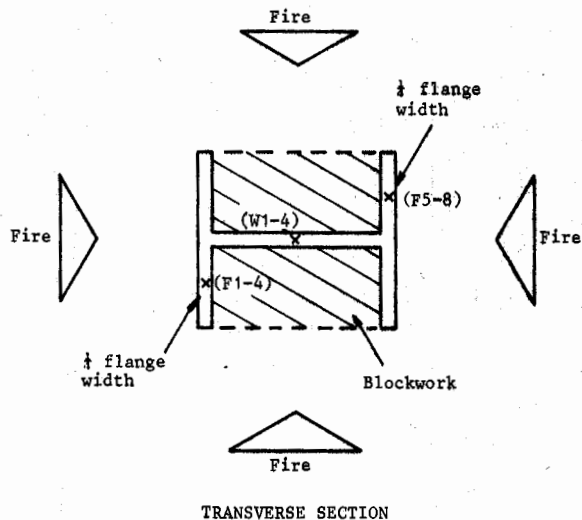 Fire
¼ flange
width
(F5-8)
(W1-4)
Fire
Fire
(F1-4)
¼ flange
width
Blockwork
Fire
TRANSVERSE SECTION